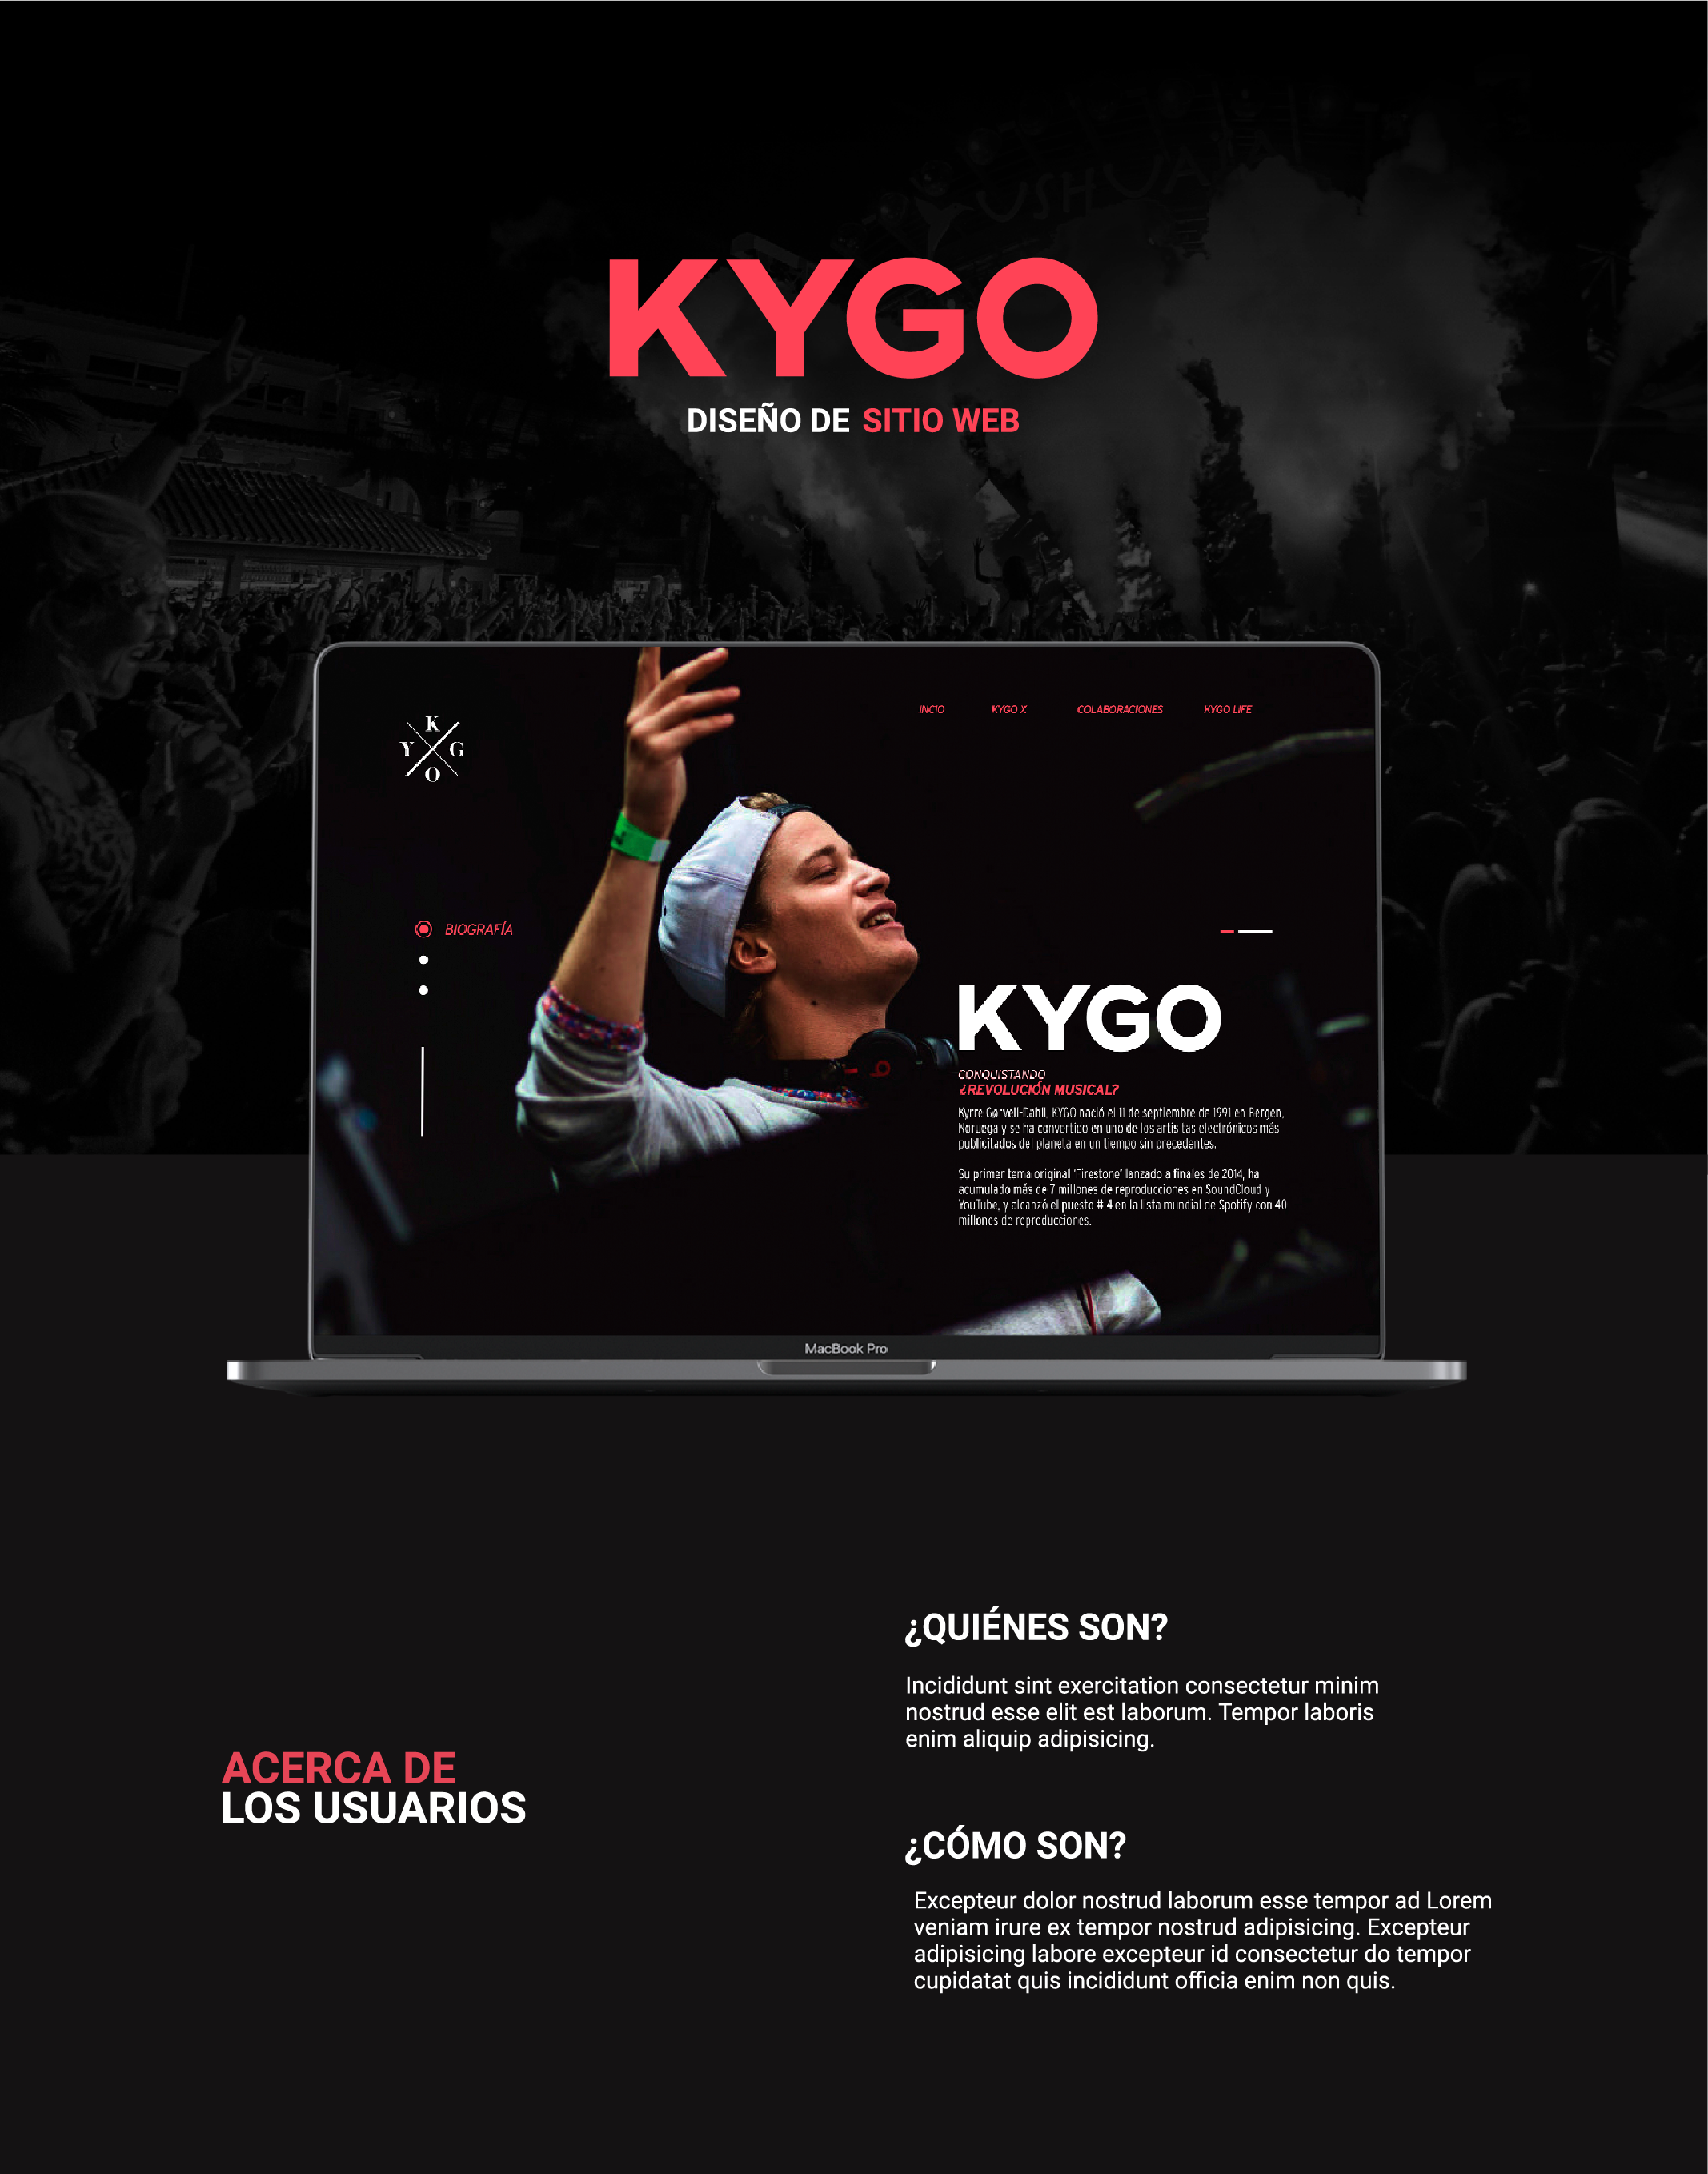 USHUAÏA
KYGO
DISEÑO DE SITIO WEB
INCIO KYGO X COLABORACIONES KYGO LIFE
K
Y G
O
BIOGRAFÍA
KYGO
CONQUISTANDO
¿REVOLUCIÓN MUSICAL?
Kyrre Gørvell-Dahll, KYGO nació el 11 de septiembre de 1991 en Bergen,
Noruega y se ha convertido en uno de los artis tas electrónicos más
publicitados del planeta en un tiempo sin precedentes.
Su primer tema original 'Firestone' lanzado a finales de 2014, ha
acumulado más de 7 millones de reproducciones en SoundCloud y
YouTube, y alcanzó el puesto # 4 en la lista mundial de Spotify con 40
millones de reproducciones.
MacBook Pro
ACERCA DE
LOS USUARIOS
¿QUIÉNES SON?
Incididunt sint exercitation consectetur minim
nostrud esse elit est laborum. Tempor laboris
enim aliquip adipisicing.
¿CÓMO SON?
Excepteur dolor nostrud laborum esse tempor ad Lorem
veniam irure ex tempor nostrud adipisicing. Excepteur
adipisicing labore excepteur id consectetur do tempor
cupidatat quis incididunt officia enim non quis.